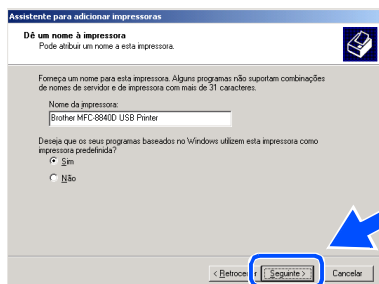 Assistente para adicionar impressoras
Dê um nome à impressora
Pode atribuir um nome a esta impressora.
Forneça um nome para esta impressora. Alguns programas não suportam combinações
de nomes de servidor e de impressora com mais de 31 caracteres.
Nome da impressora:
Brother MFC-8840D USB Printer
Deseja que os seus programas baseados no Windows utilizem esta impressora como
impressora predefinida?
Sim
Não
< Retroceder Seguinte > Cancelar